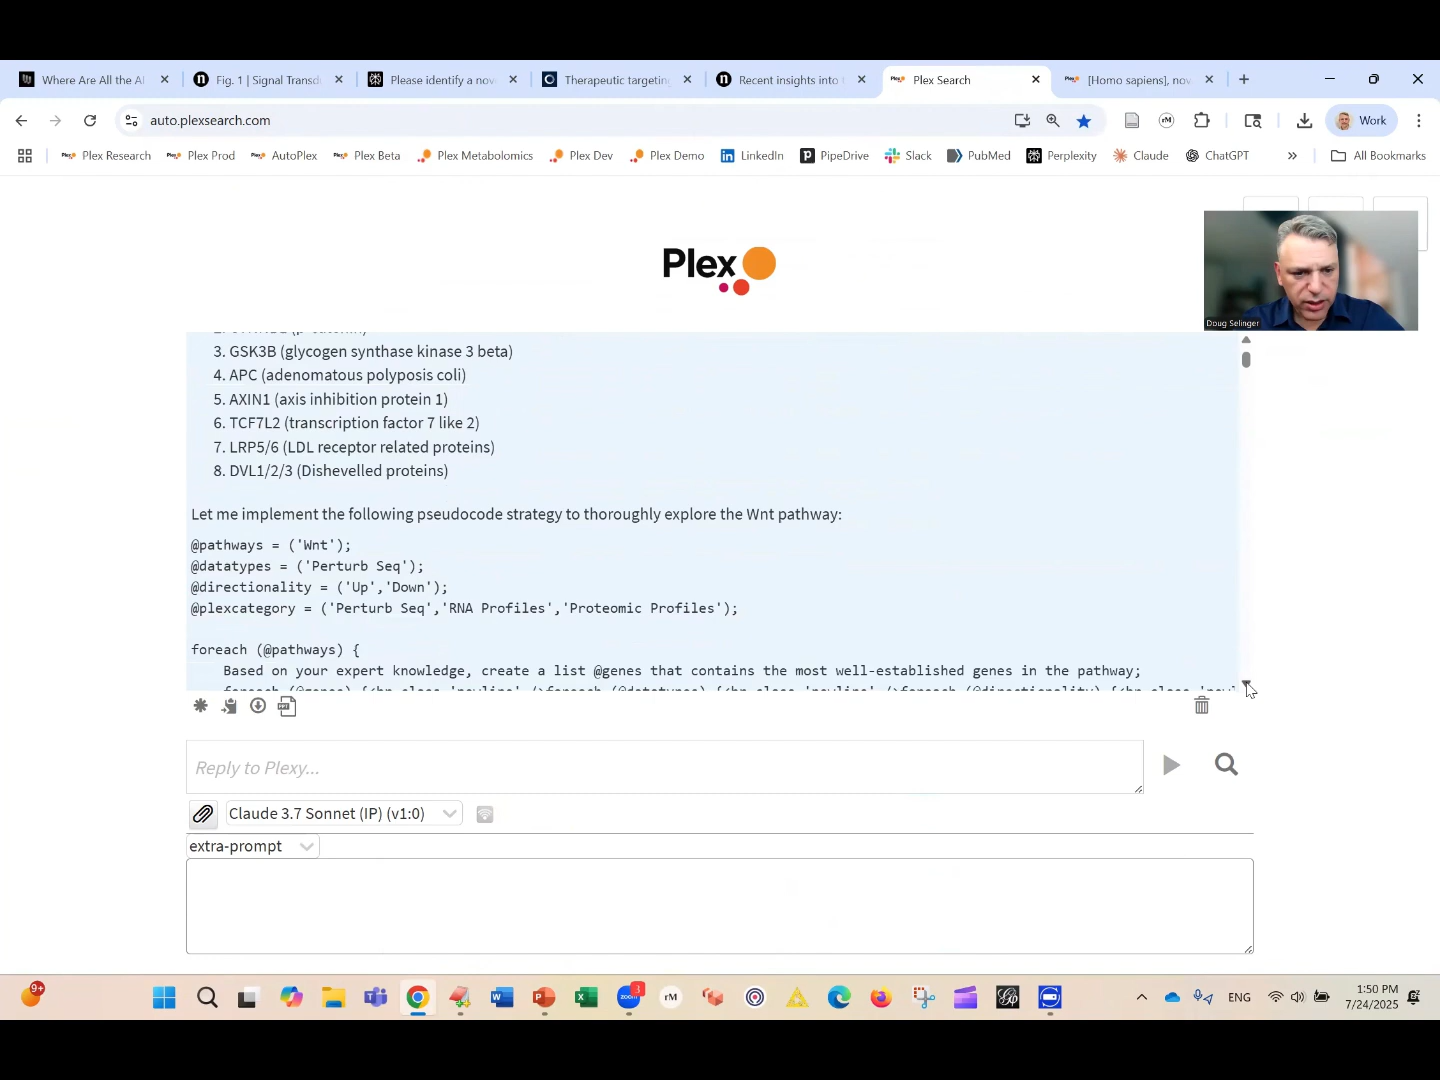 Where Are All the A
Fig. 1 | Signal Transd
Please identify a nov
Therapeutic targeting
Recent insights into
Plex Search
[Homo sapiens], nov
auto.plexsearch.com
Work
Plex Research
Plex Prod
AutoPlex
Plex Beta
Plex Metabolomics
Plex Dev
Plex Demo
LinkedIn
PipeDrive
Slack
PubMed
Perplexity
Claude
ChatGPT
All Bookmarks
Plex
Doug Selinger
3. GSK3B (glycogen synthase kinase 3 beta)
4. APC (adenomatous polyposis coli)
5. AXIN1 (axis inhibition protein 1)
6. TCF7L2 (transcription factor 7 like 2)
7. LRP5/6 (LDL receptor related proteins)
8. DVL1/2/3 (Dishevelled proteins)
Let me implement the following pseudocode strategy to thoroughly explore the Wnt pathway:
@pathways = ('Wnt');
@datatypes = ('Perturb Seq');
@directionality = ('Up','Down');
@plexcategory = ('Perturb Seq','RNA Profiles','Proteomic Profiles');
foreach (@pathways) {
Based on your expert knowledge, create a list @genes that contains the most well-established genes in the pathway;
PPT
Reply to Plexy...
Claude 3.7 Sonnet (IP) (v1:0)
extra-prompt
9+
zoom
3
rM
ENG
1:50 PM
7/24/2025